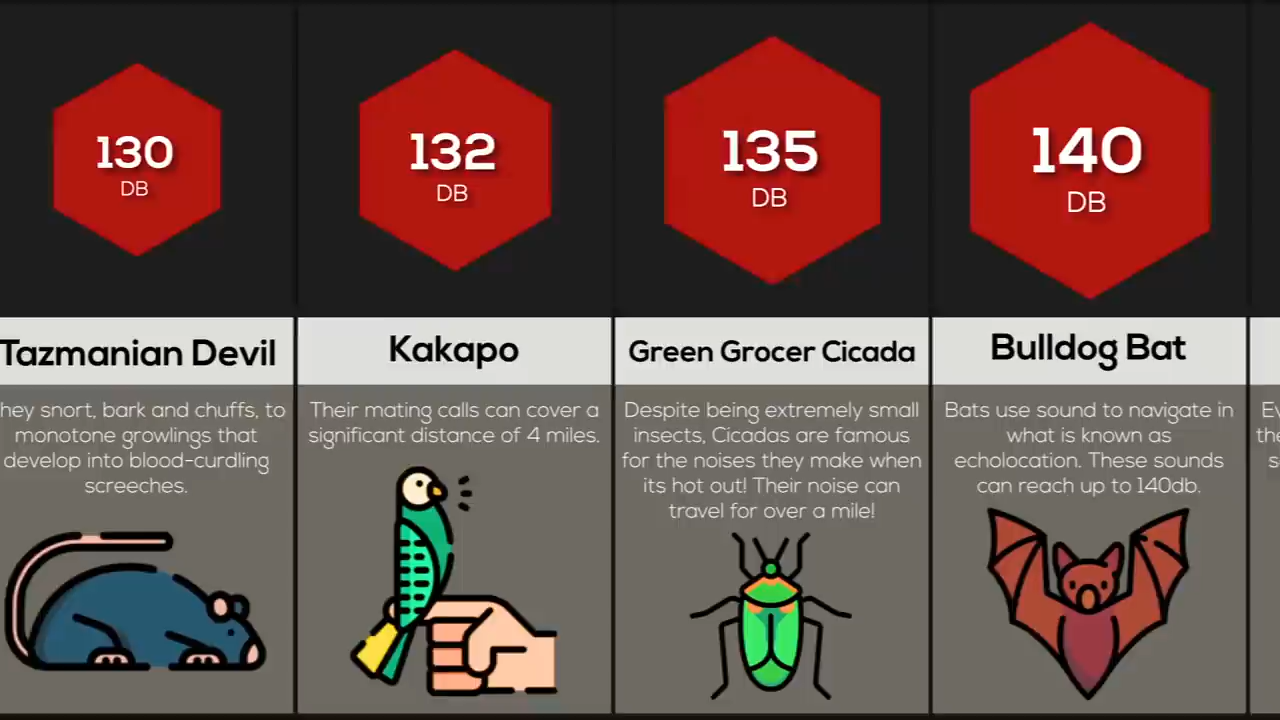 130
DB
132
DB
135
DB
140
DB
Tazmanian Devil
Kakapo
Green Grocer Cicada
Bulldog Bat
hey snort, bark and chuffs, to
monotone growlings that
develop into blood-curdling
screeches.
Their mating calls can cover a
significant distance of 4 miles.
Despite being extremely small
insects, Cicadas are famous
for the noises they make when
its hot out! Their noise can
travel for over a mile!
Bats use sound to navigate in
what is known as
echolocation. These sounds
can reach up to 140db.